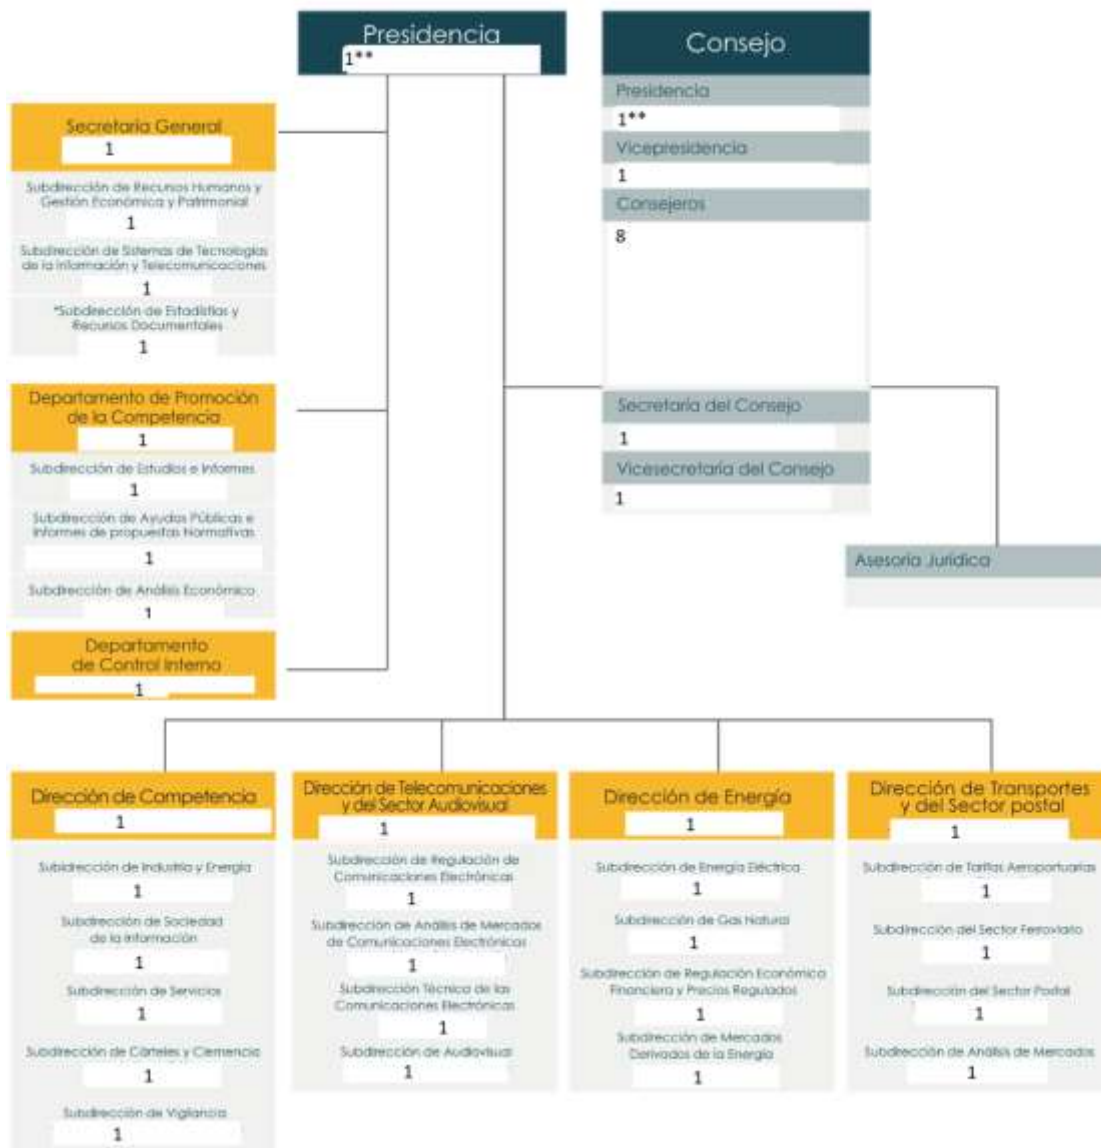 Presidencia
1**
Consejo
Presidencia
1**
Vicepresidencia
1
Consejeros
8
Secretaría del Consejo
1
Vicesecretaría del Consejo
1
Asesoría Jurídica
Secretaría General
1
Subdirección de Recursos Humanos y
Gestión Económica y Patrimonial
1
Subdirección de Sistemas de Tecnologías
de la Información y Telecomunicaciones
1
*Subdirección de Estadistias y
Recursos Documentales
1
Departamento de Promoción
de la Competencia
1
Subdirección de Estudios e Informes
1
Subdirección de Ayudas Públicas e
Informes de propuestas Normativas
1
Subdirección de Análisis Económico
1
Departamento
de Control Interno
1
Dirección de Competencia
1
Subidrección de Industria y Energía
1
Subdirección de Sociedad
de la Información
1
Subdirección de Servicios
1
Subdirección de Cárteles y Clemencia
1
Subdirección de Vigilancia
1
Dirección de Telecomunicaciones
y del Sector Audiovisual
1
Subdirección de Regulación de
Comunicaciones Electrónicas
1
Subdirección de Análisis de Mercados
de Comunicaciones Electrónicas
1
Subdirección Técnica de las
Comunicaciones Electrónicas
1
Subdirección de Audiovisual
1
Dirección de Energía
1
Subdirección de Energía Eléctrica
1
Subdirección de Gas Natural
1
Subdirección de Regulación Económico
Financiera y Precios Regulados
1
Subdirección de Mercados
Derivados de la Energía
1
Dirección de Transportes
y del Sector postal
1
Subdirección de Tarifas Aeroportuarias
1
Subdirección del Sector Ferroviario
1
Subdirección del Sector Postal
1
Subdirección de Análisis de Mercados
1